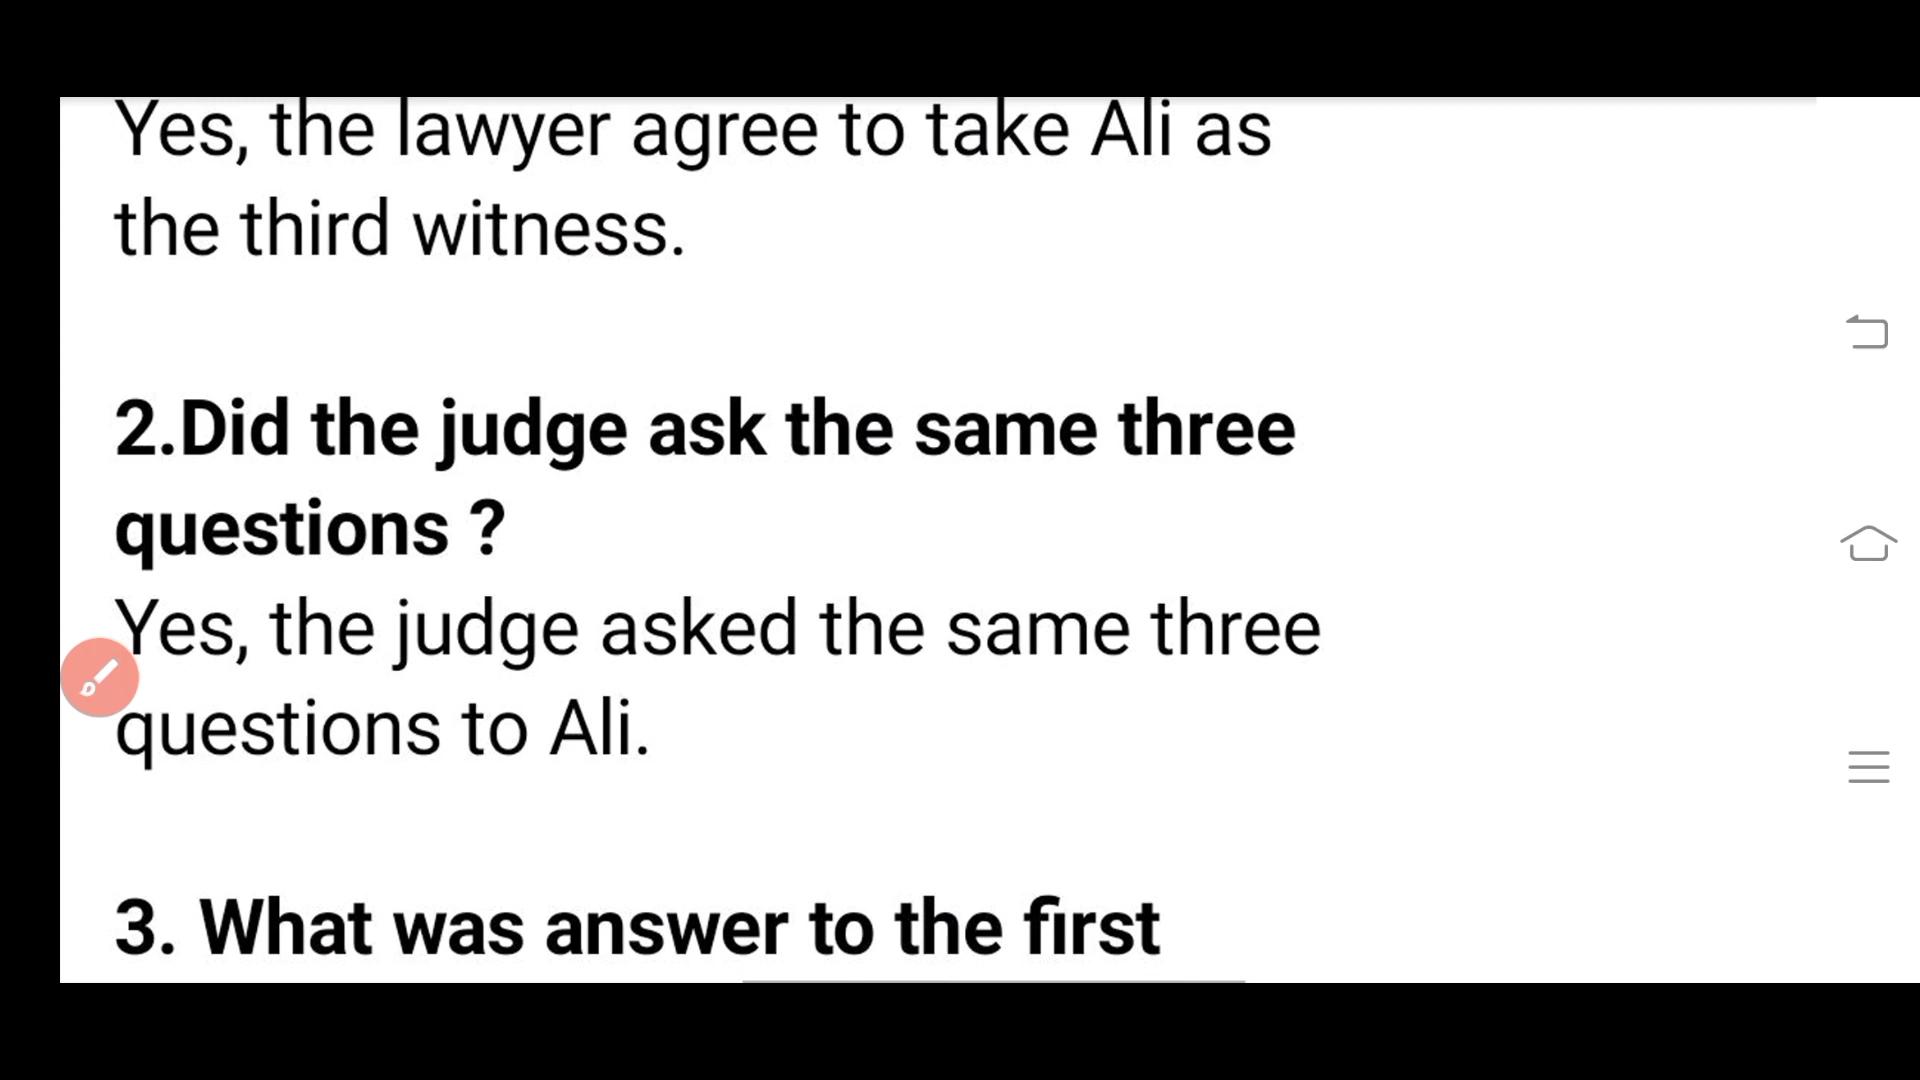 Yes, the lawyer agree to take Ali as
the third witness.
2.Did the judge ask the same three
questions ?
Yes, the judge asked the same three
questions to Ali.
3. What was answer to the first